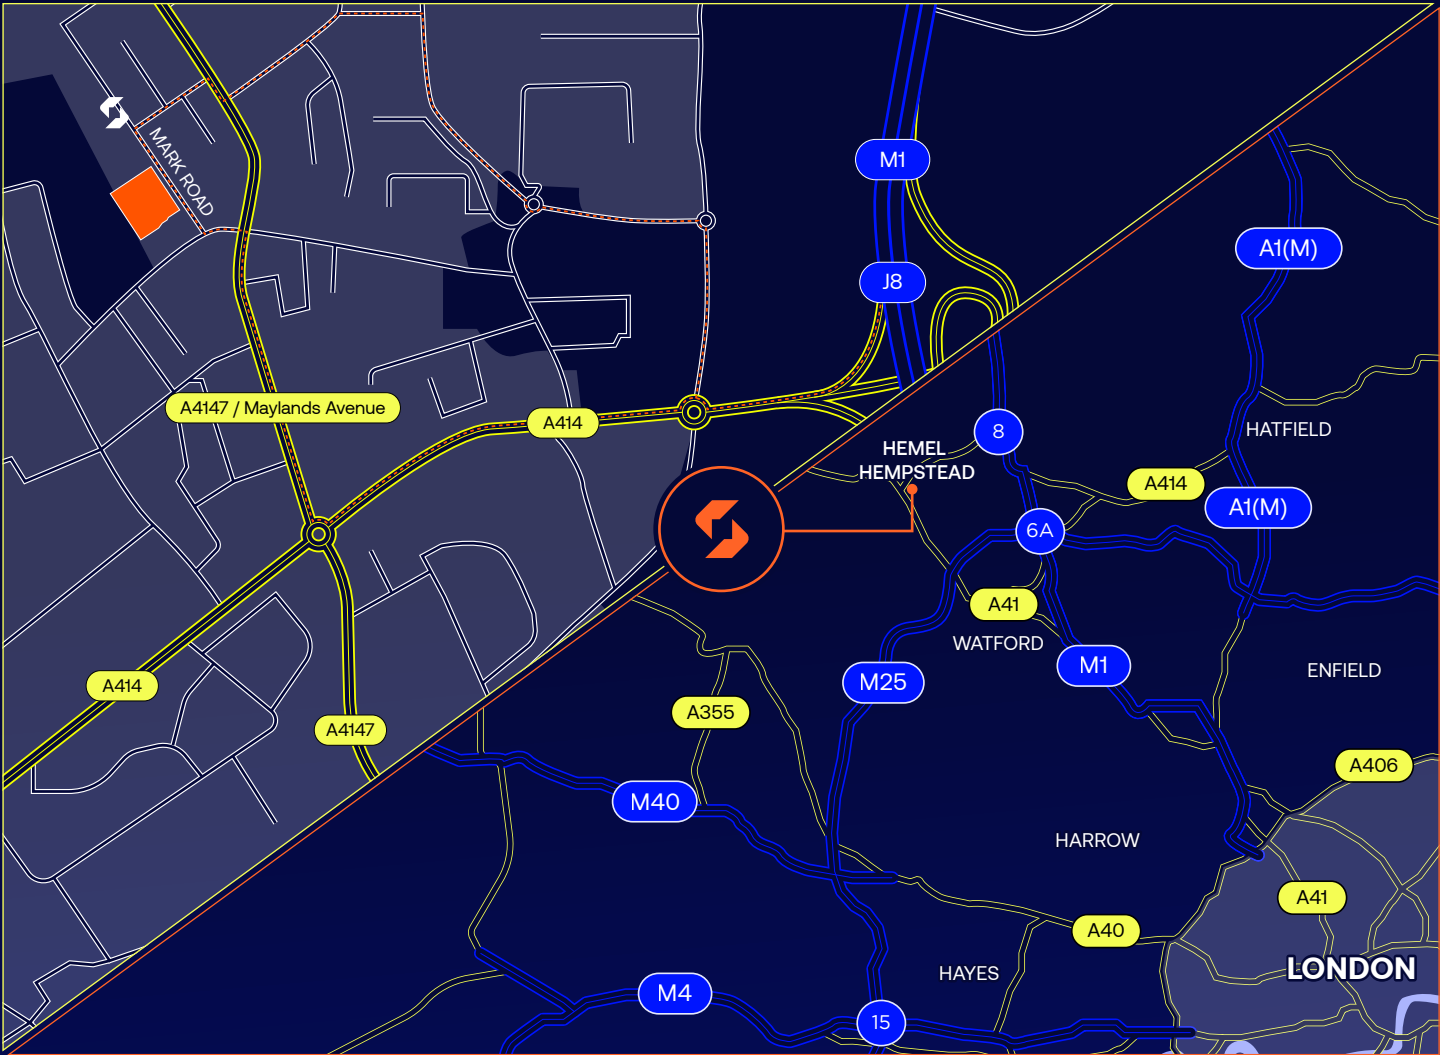 MARK ROAD
M1
A1(M)
J8
A4147 / Maylands Avenue
A414
8
HATFIELD
HEMEL
HEMPSTEAD
A414
A1(M)
6A
A41
WATFORD
M1
M25
ENFIELD
A414
A4147
A355
A406
M40
HARROW
A41
A40
LONDON
HAYES
M4
15